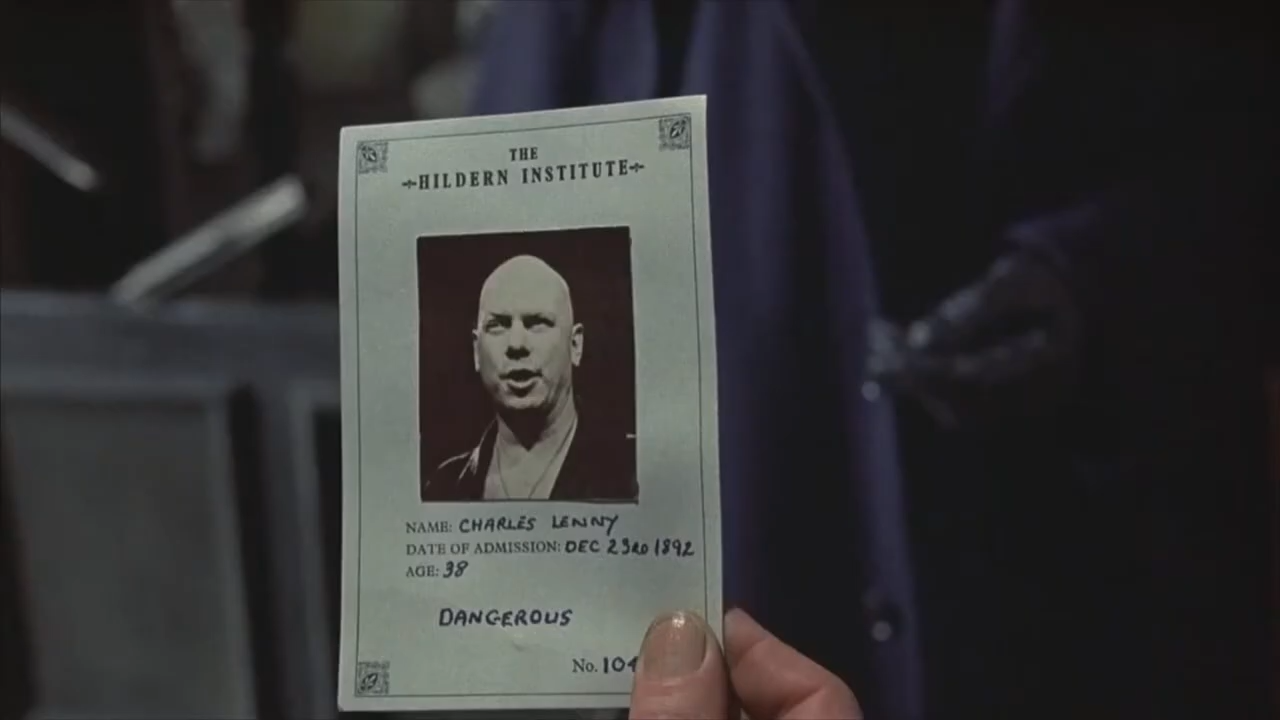 THE
HILDERN INSTITUTE
NAME: CHARLES LENNY
DATE OF ADMISSION: DEC 23RD 1892
AGE: 38
DANGEROUS
No. 104